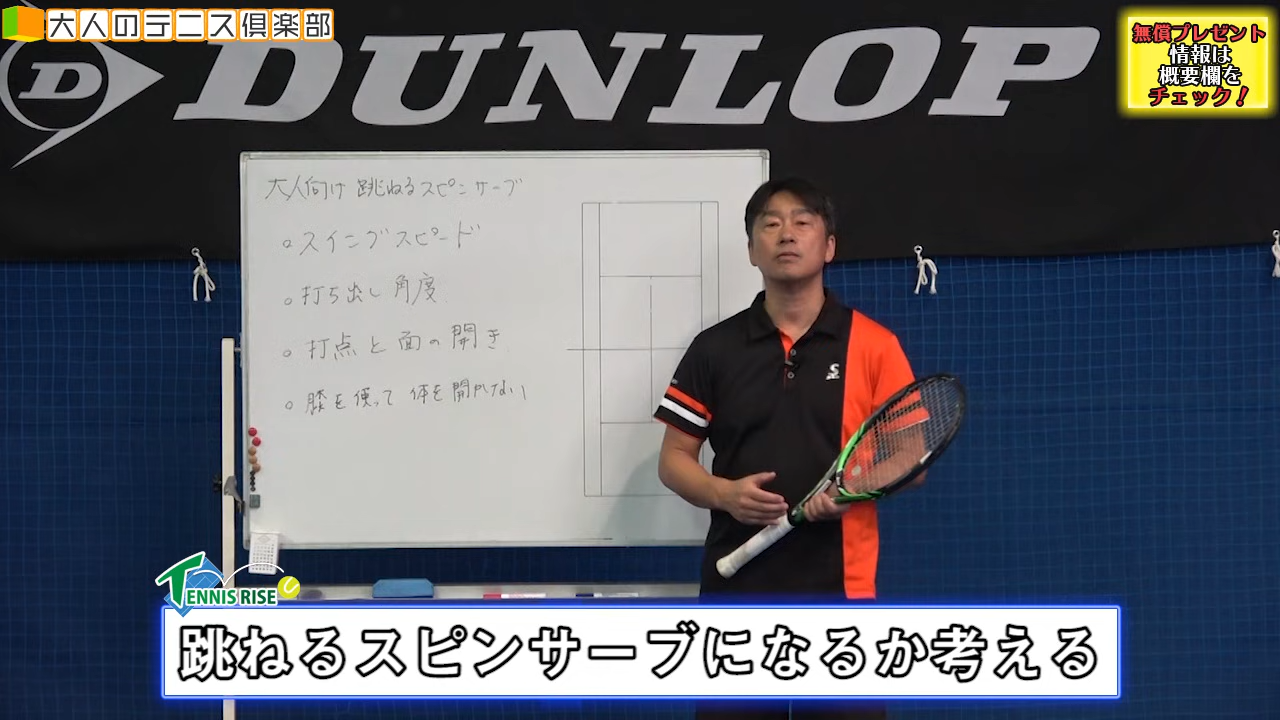 大人のテニス倶楽部
DUNLOP
D
無償プレゼント
情報は
概要欄を
チェック!
大人向け 跳ねるスピンサーブ
。スイングスピード
。打ち出し角度
。打点と面の開き
。膝を使って 体を開かない
TENNIS RISE
跳ねるスピンサーブになるか考える